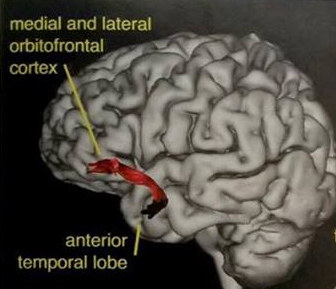 medial and lateral
orbitofrontal
cortex
anterior
temporal lobe